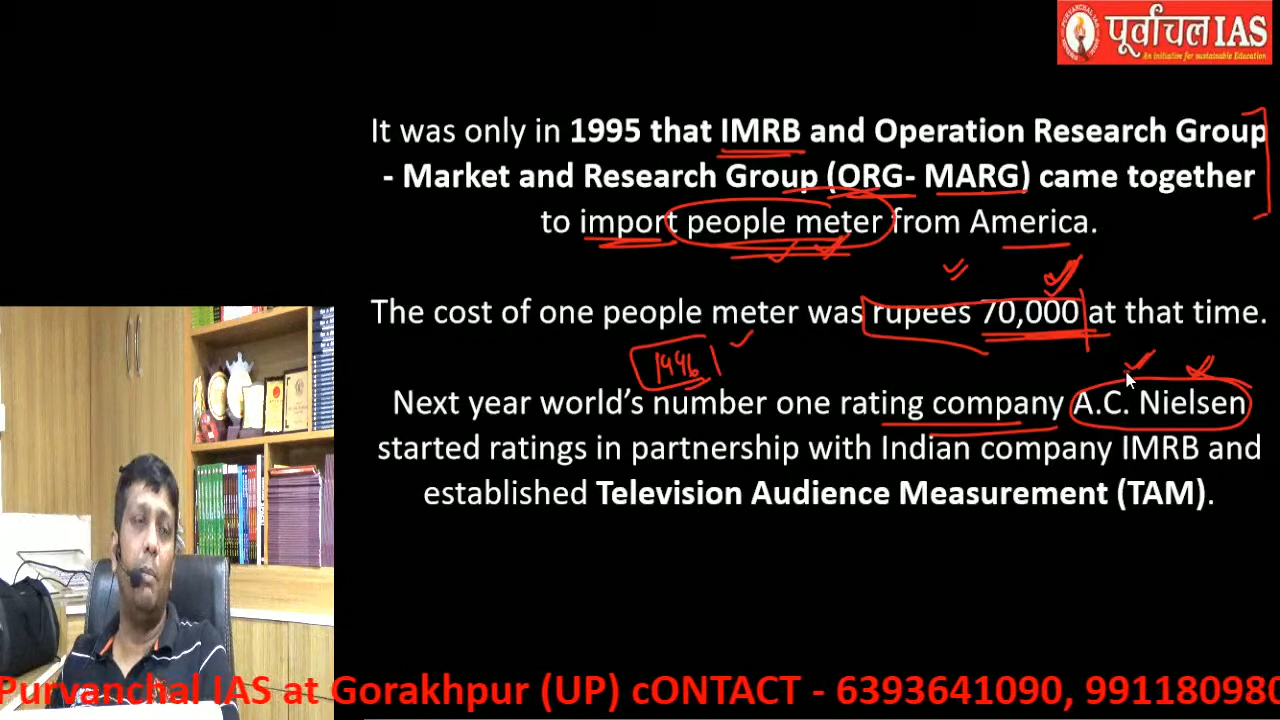 पूर्वांचल IAS
An initiative for sustainable Education
It was only in 1995 that IMRB and Operation Research Group
- Market and Research Group (ORG- MARG) came together
to import people meter from America.
The cost of one people meter was rupees 70,000 at that time.
1996
Next year world's number one rating company A.C. Nielsen
started ratings in partnership with Indian company IMRB and
established Television Audience Measurement (TAM).
Purvanchal IAS at Gorakhpur (UP) cONTACT - 6393641090, 991180980